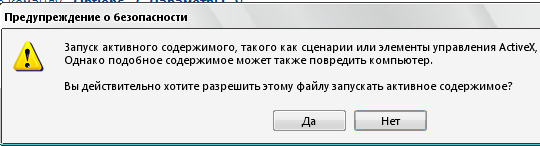 Предупреждение о безопасности
Запуск активного содержимого, такого как сценарии или элементы управления ActiveX,
Однако подобное содержимое может также повредить компьютер.
Вы действительно хотите разрешить этому файлу запускать активное содержимое?
Да
Нет